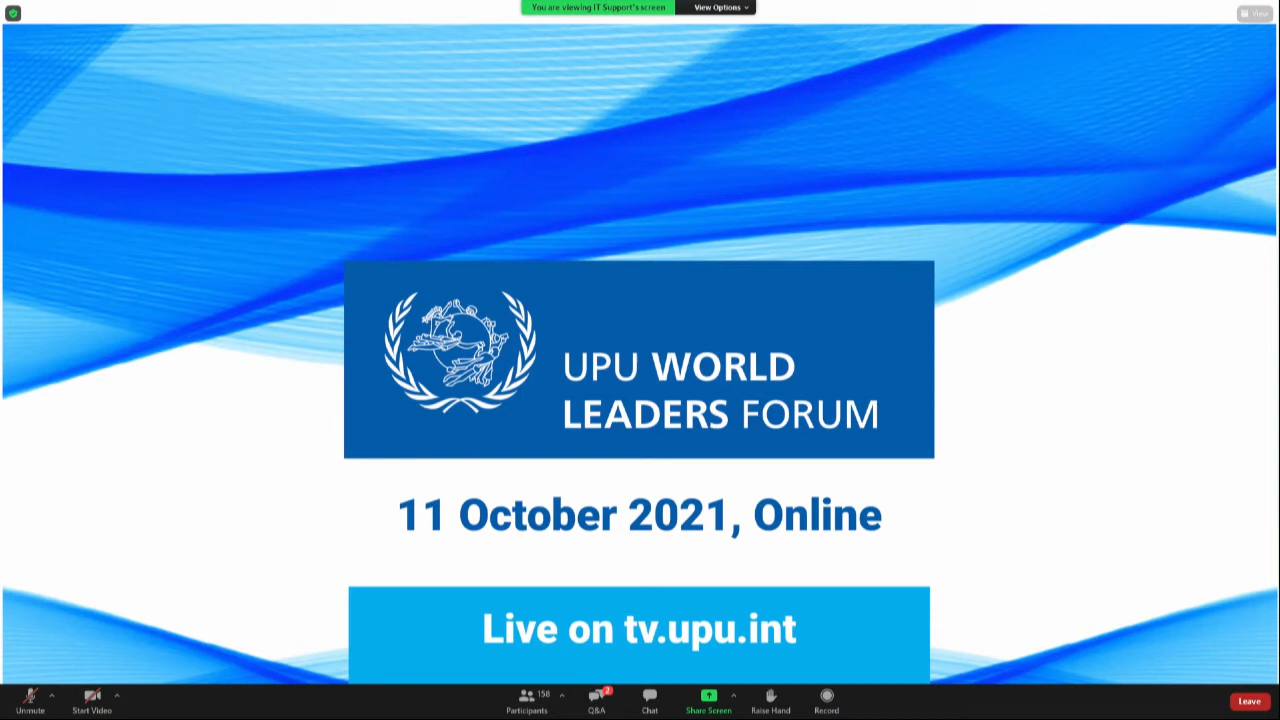 You are viewing IT Support's screen
View Options
View
UPU WORLD
LEADERS FORUM
11 October 2021, Online
Live on tv.upu.int
Unmute
Start Video
158
Participants
2
Q&A
Chat
Share Screen
Raise Hand
Record
Leave